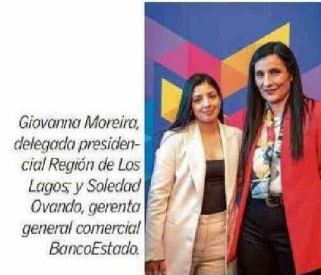 Giovanna Moreira,
delegada presiden-
cial Región de Los
Lagos; y Soledad
Ovando, gerenta
general comercial
BancoEstado.